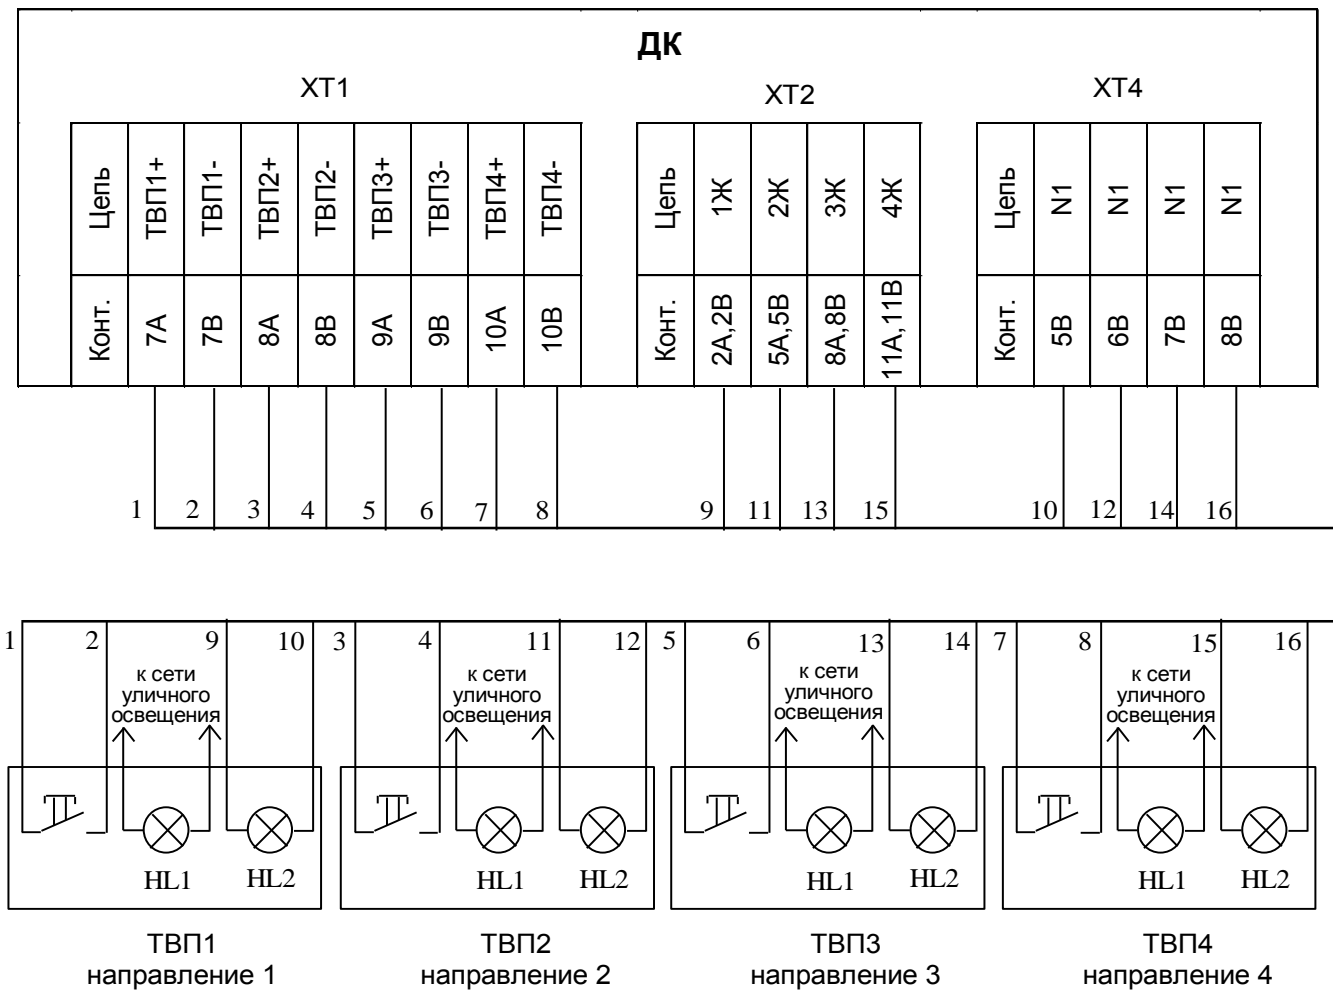 ДК
XT1
XT2
XT4
Цепь
ТВП1+
ТВП1-
ТВП2+
ТВП2-
ТВП3+
ТВП3-
ТВП4+
ТВП4-
Конт.
7А
7В
8А
8В
9А
9В
10А
10В
Цепь
1Ж
2Ж
3Ж
4Ж
Конт.
2А,2В
5А,5В
8А,8В
11А,11В
Цепь
N1
N1
N1
N1
Конт.
5В
6В
7В
8В
1 2 3 4 5 6 7 8 9 11 13 15 10 12 14 16
1 2 9 10 3 4 11 12 5 6 13 14 7 8 15 16
к сети
уличного
освещения
к сети
уличного
освещения
к сети
уличного
освещения
к сети
уличного
освещения
HL1 HL2 HL1 HL2 HL1 HL2 HL1 HL2
ТВП1
направление 1
ТВП2
направление 2
ТВП3
направление 3
ТВП4
направление 4